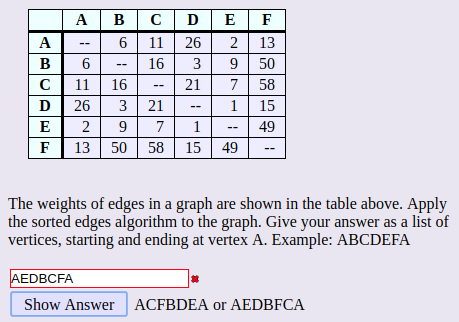 A B C D E F
A -- 6 11 26 2 13
B 6 -- 16 3 9 50
C 11 16 -- 21 7 58
D 26 3 21 -- 1 15
E 2 9 7 1 -- 49
F 13 50 58 15 49 --
The weights of edges in a graph are shown in the table above. Apply
the sorted edges algorithm to the graph. Give your answer as a list of
vertices, starting and ending at vertex A. Example: ABCDEFA
AEDBCFA
Show Answer ACFBDEA or AEDBFCA